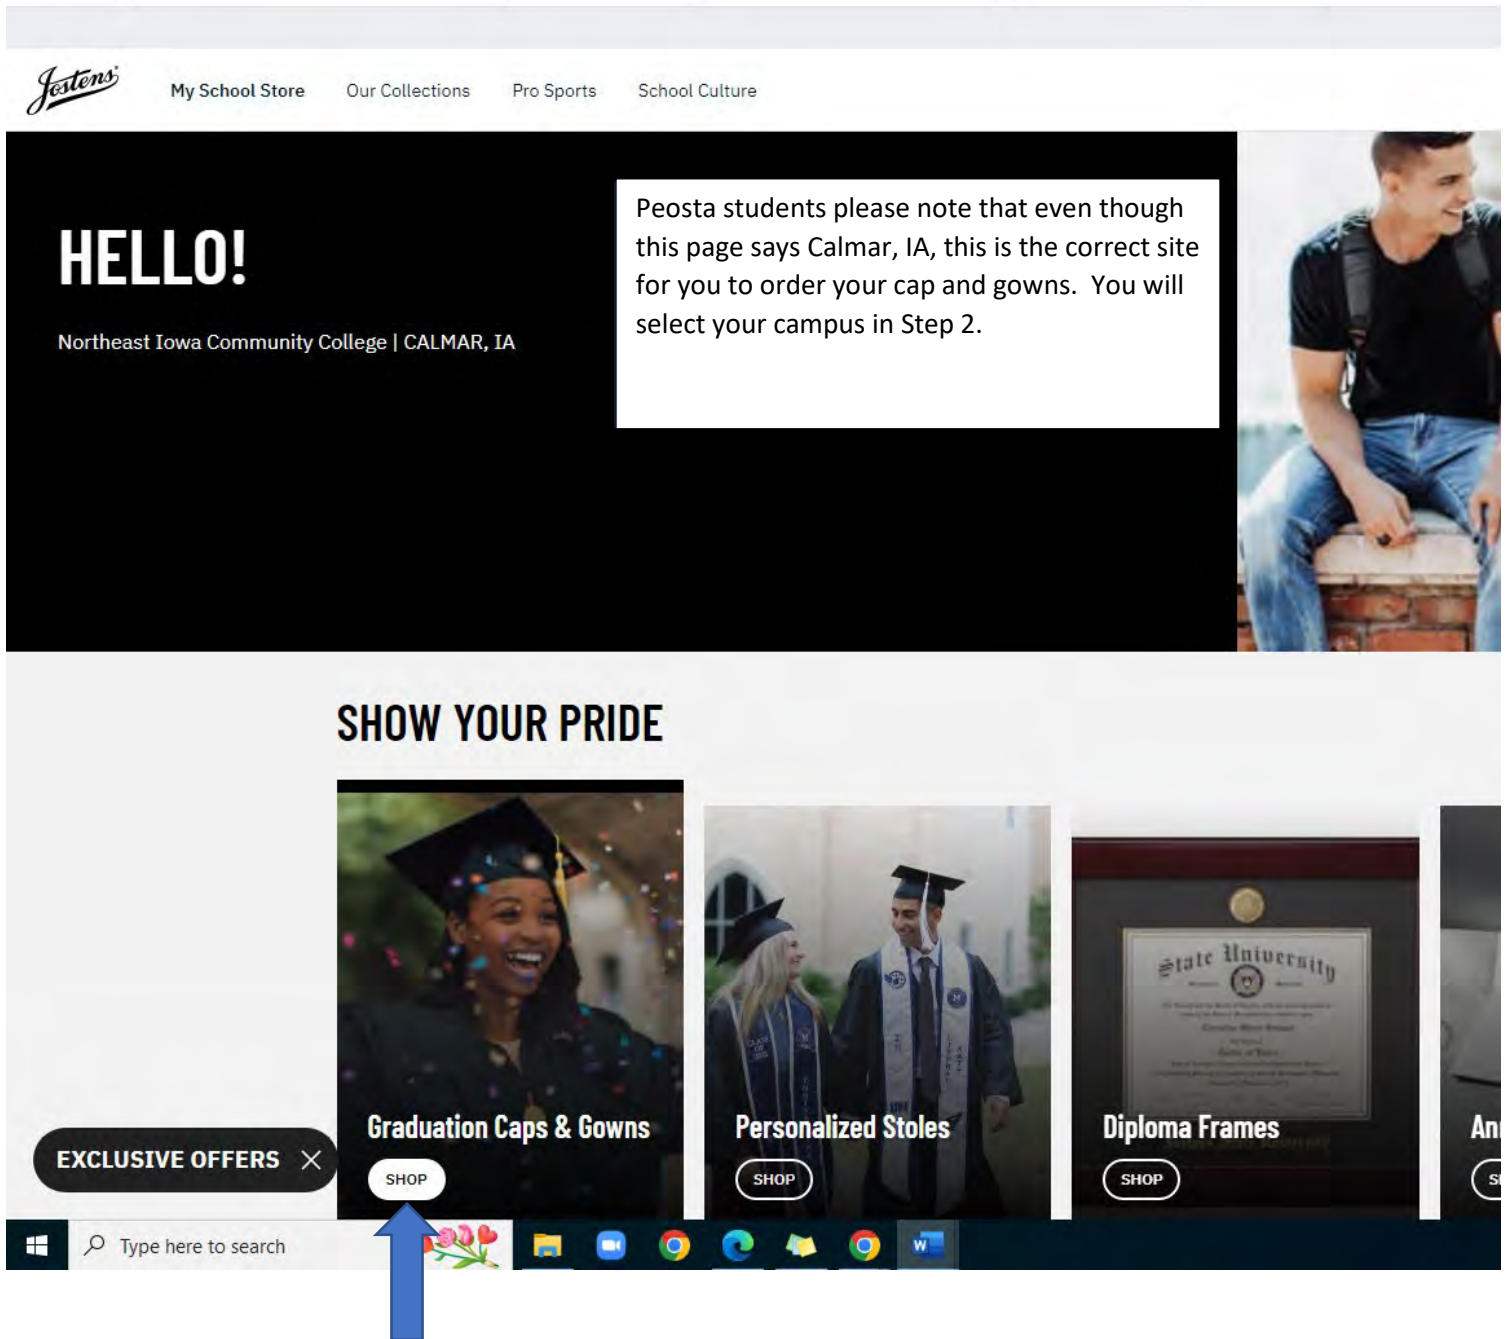 Jostens
My School Store Our Collections Pro Sports School Culture
HELLO!
Northeast Iowa Community College | CALMAR, IA
Peosta students please note that even though
this page says Calmar, IA, this is the correct site
for you to order your cap and gowns. You will
select your campus in Step 2.
SHOW YOUR PRIDE
State University
Graduation Caps & Gowns
SHOP
Personalized Stoles
SHOP
Diploma Frames
SHOP
EXCLUSIVE OFFERS
Type here to search